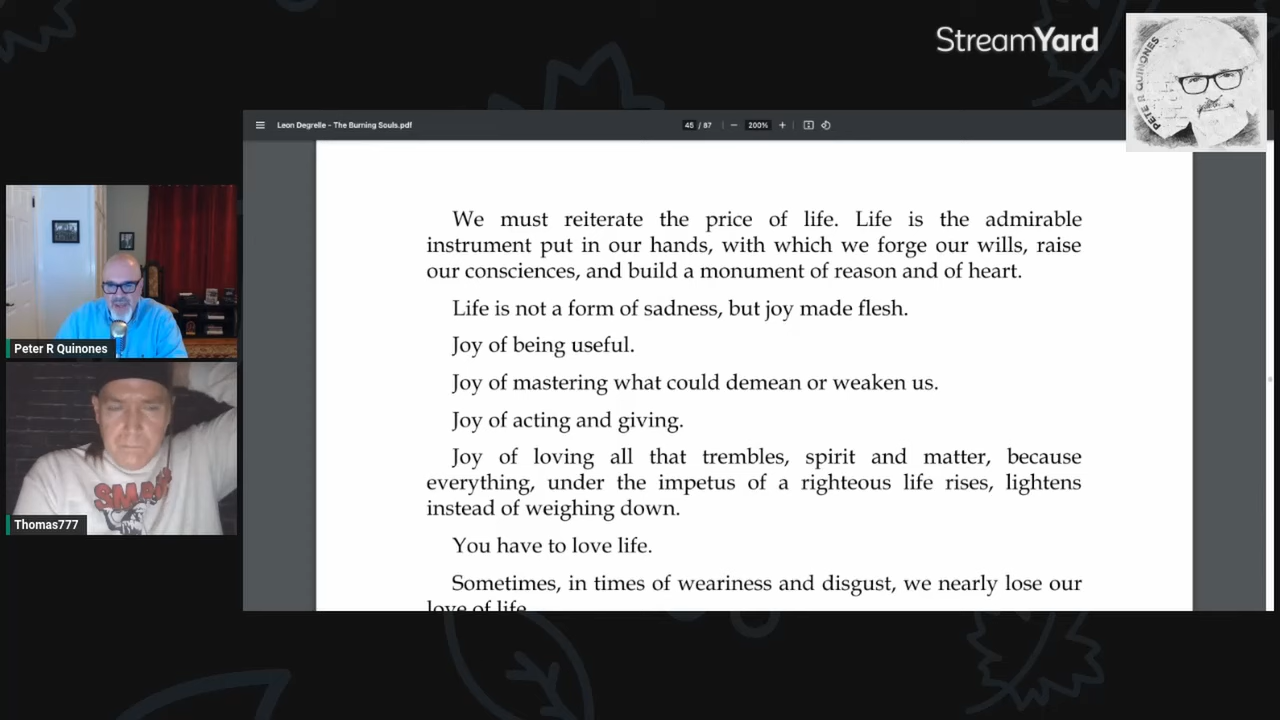 StreamYard
PETER R QUINONES
Leon Degrelle - The Burning Souls.pdf
45 / 87
200%
We must reiterate the price of life. Life is the admirable
instrument put in our hands, with which we forge our wills, raise
our consciences, and build a monument of reason and of heart.
Life is not a form of sadness, but joy made flesh.
Joy of being useful.
Joy of mastering what could demean or weaken us.
Joy of acting and giving.
Joy of loving all that trembles, spirit and matter, because
everything, under the impetus of a righteous life rises, lightens
instead of weighing down.
You have to love life.
Sometimes, in times of weariness and disgust, we nearly lose our
love of life
Peter R Quinones
Thomas777